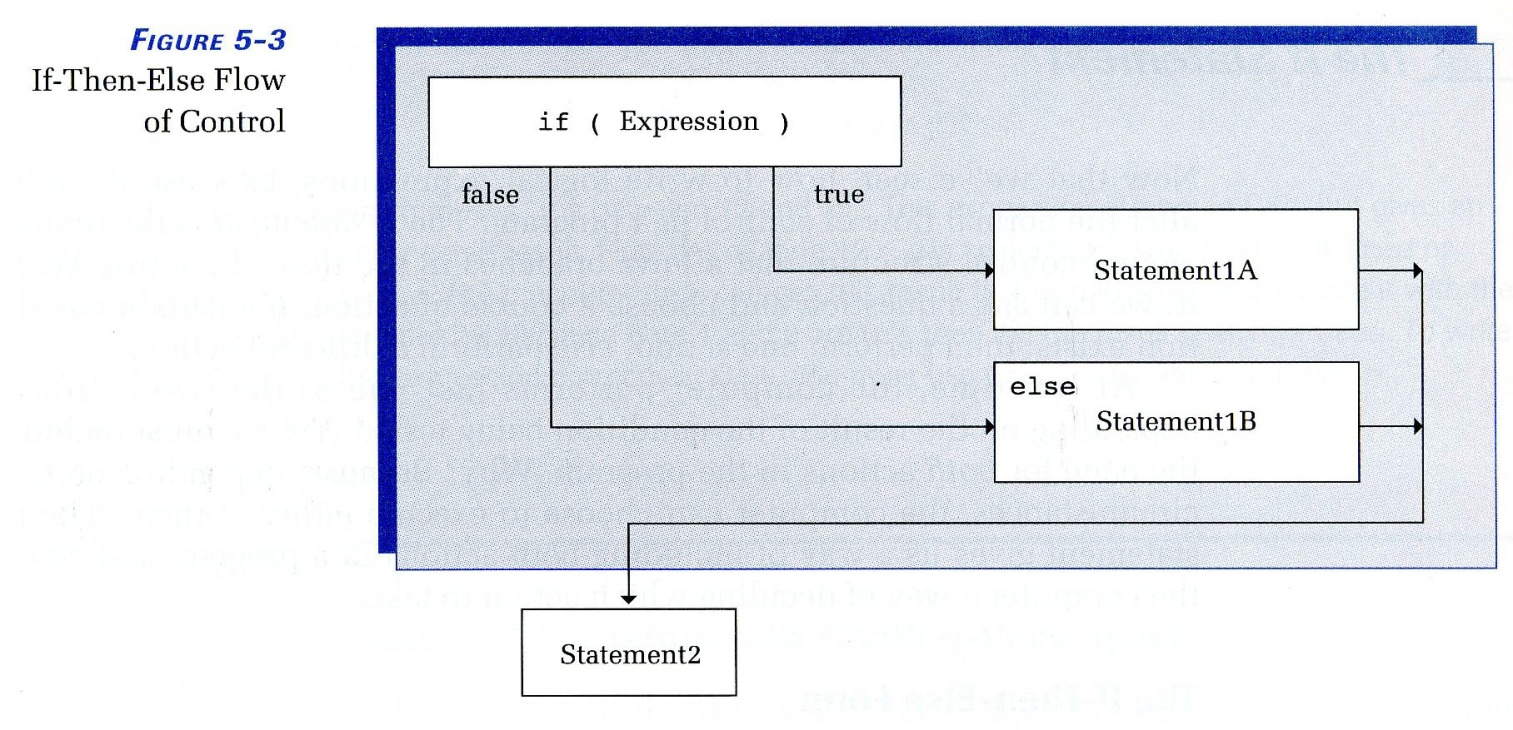 FIGURE 5-3
If-Then-Else Flow
of Control
if ( Expression )
false
true
Statement1A
else
Statement1B
Statement2